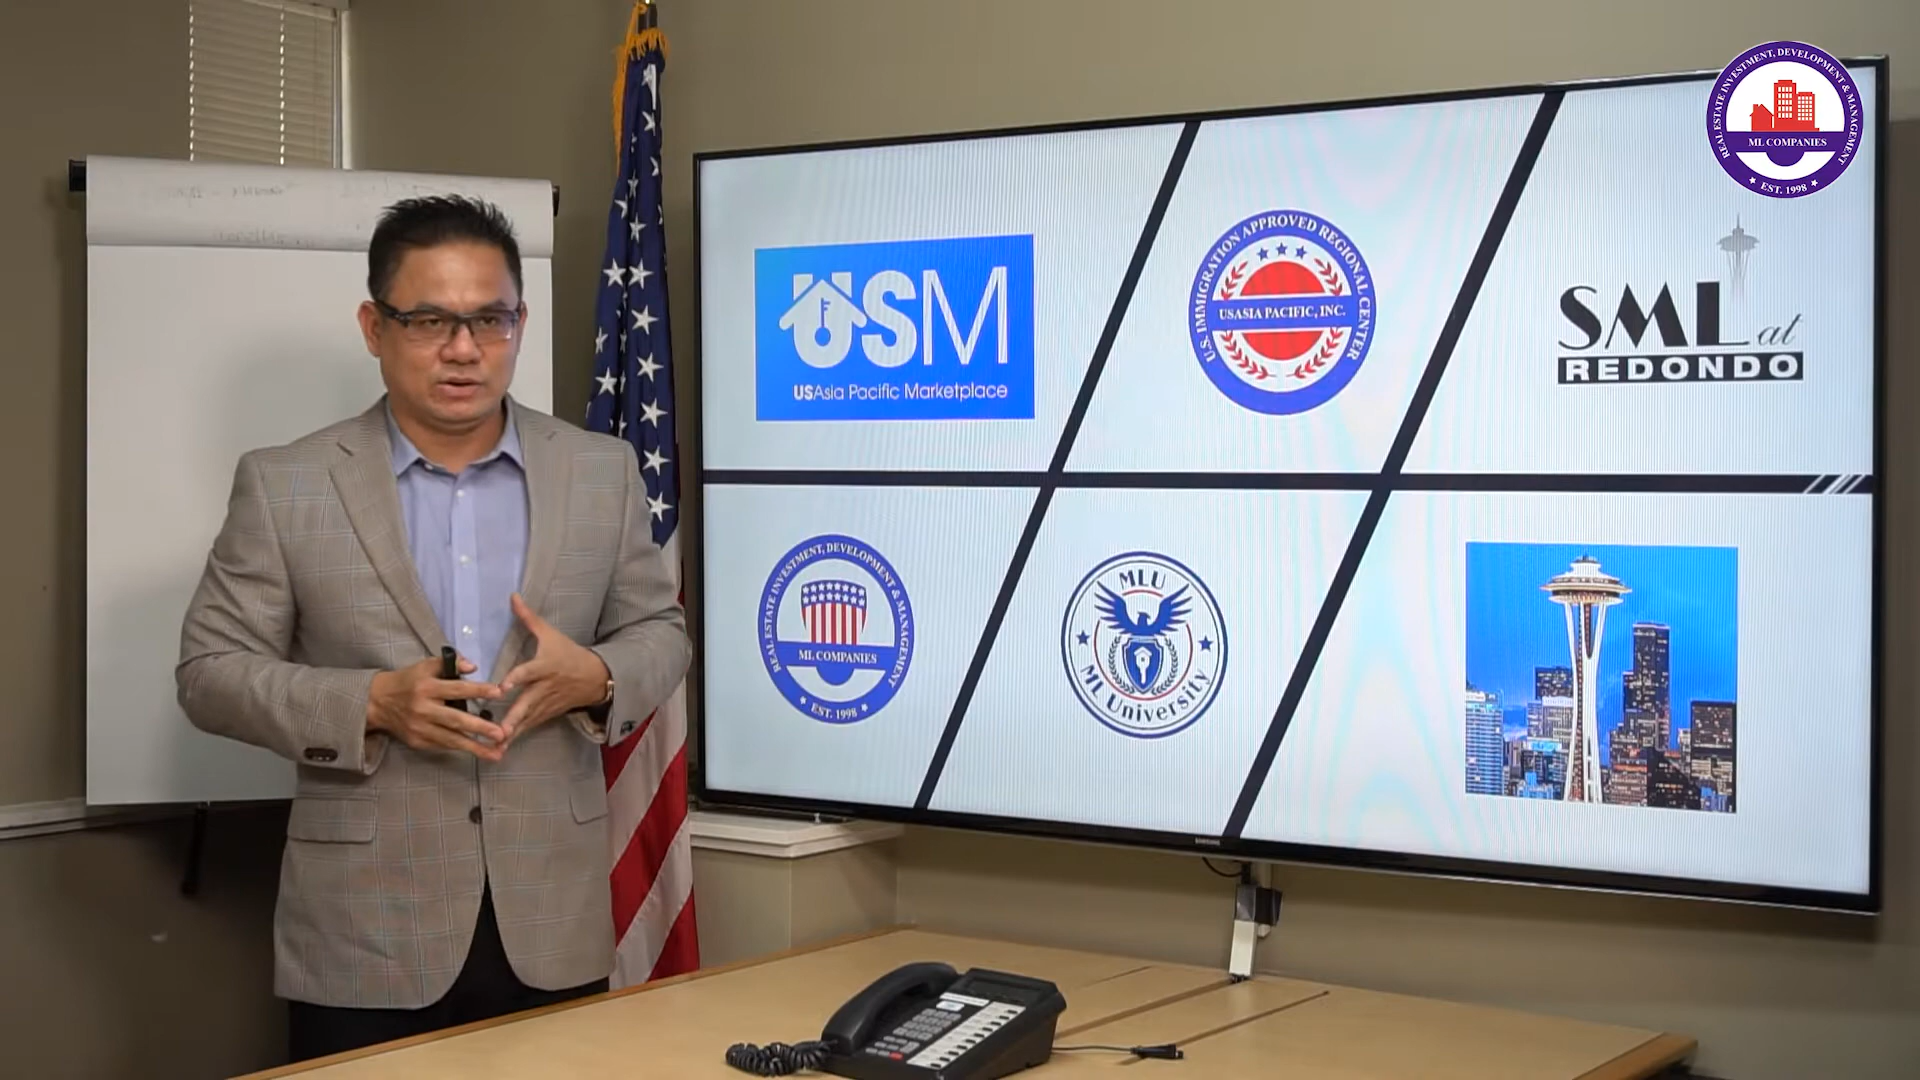 REAL ESTATE INVESTMENT, DEVELOPMENT & MANAGEMENT
ML COMPANIES
★ EST. 1998 ★
USM
USAsia Pacific Marketplace
U.S. IMMIGRATION APPROVED REGIONAL CENTER
USASIA PACIFIC, INC.
SML at
REDONDO
REAL ESTATE INVESTMENT, DEVELOPMENT & MANAGEMENT
ML COMPANIES
★ EST. 1998 ★
MLU
ML University
SAMSUNG